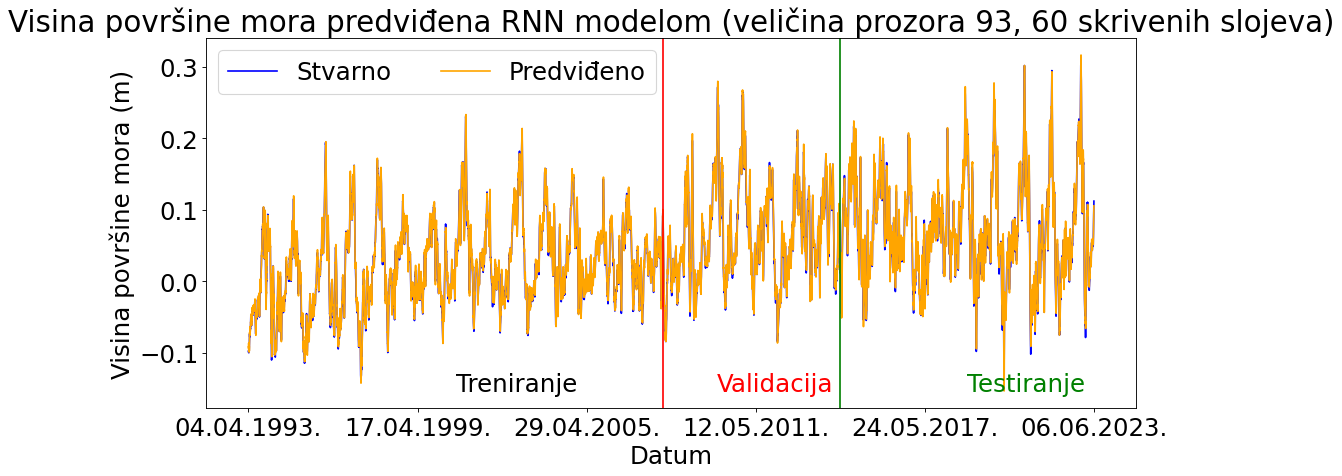 Visina površine mora predviđena RNN modelom (veličina prozora 93, 60 skrivenih slojeva)
Stvarno Predviđeno
Visina površine mora (m)
0.3
0.2
0.1
0.0
−0.1
Treniranje Validacija Testiranje
04.04.1993. 17.04.1999. 29.04.2005. 12.05.2011. 24.05.2017. 06.06.2023.
Datum